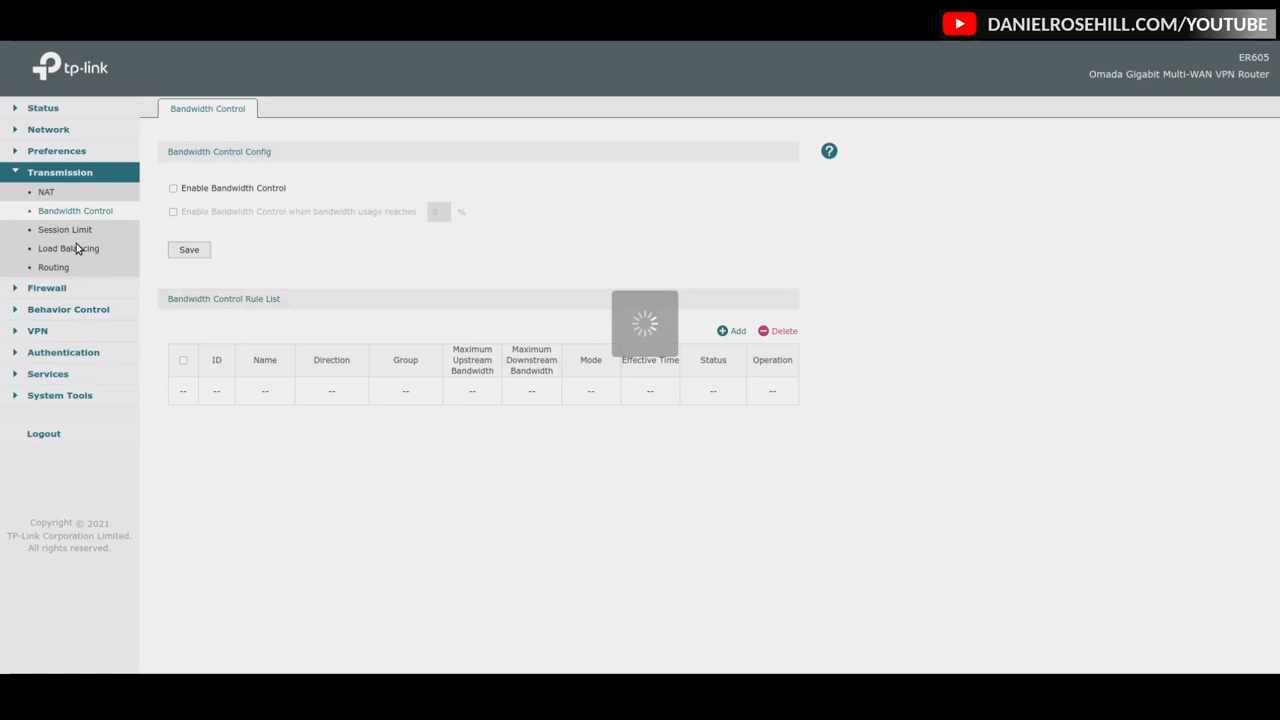 DANIELROSEHILL.COM/YOUTUBE
tp-link
ER605
Omada Gigabit Multi-WAN VPN Router
Status
Network
Preferences
Transmission
NAT
Bandwidth Control
Session Limit
Load Balancing
Routing
Firewall
Behavior Control
VPN
Authentication
Services
System Tools
Logout
Copyright © 2021
TP-Link Corporation Limited.
All rights reserved.
Bandwidth Control
Bandwidth Control Config
?
Enable Bandwidth Control
Enable Bandwidth Control when bandwidth usage reaches 0 %
Save
Bandwidth Control Rule List
Add Delete
ID Name Direction Group Maximum Upstream Bandwidth Maximum Downstream Bandwidth Mode Effective Time Status Operation
-- -- -- -- -- -- -- -- -- -- --